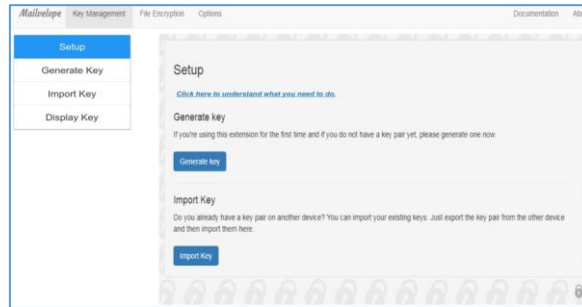 Mailvelope Key Management File Encryption Options Documentation
Setup
Generate Key
Import Key
Display Key
Setup
Click here to understand what you need to do.
Generate key
If you're using this extension for the first time and if you do not have a key pair yet, please generate one now.
Generate key
Import Key
Do you already have a key pair on another device? You can import your existing keys. Just export the key pair from the other device
and then import them here.
Import Key